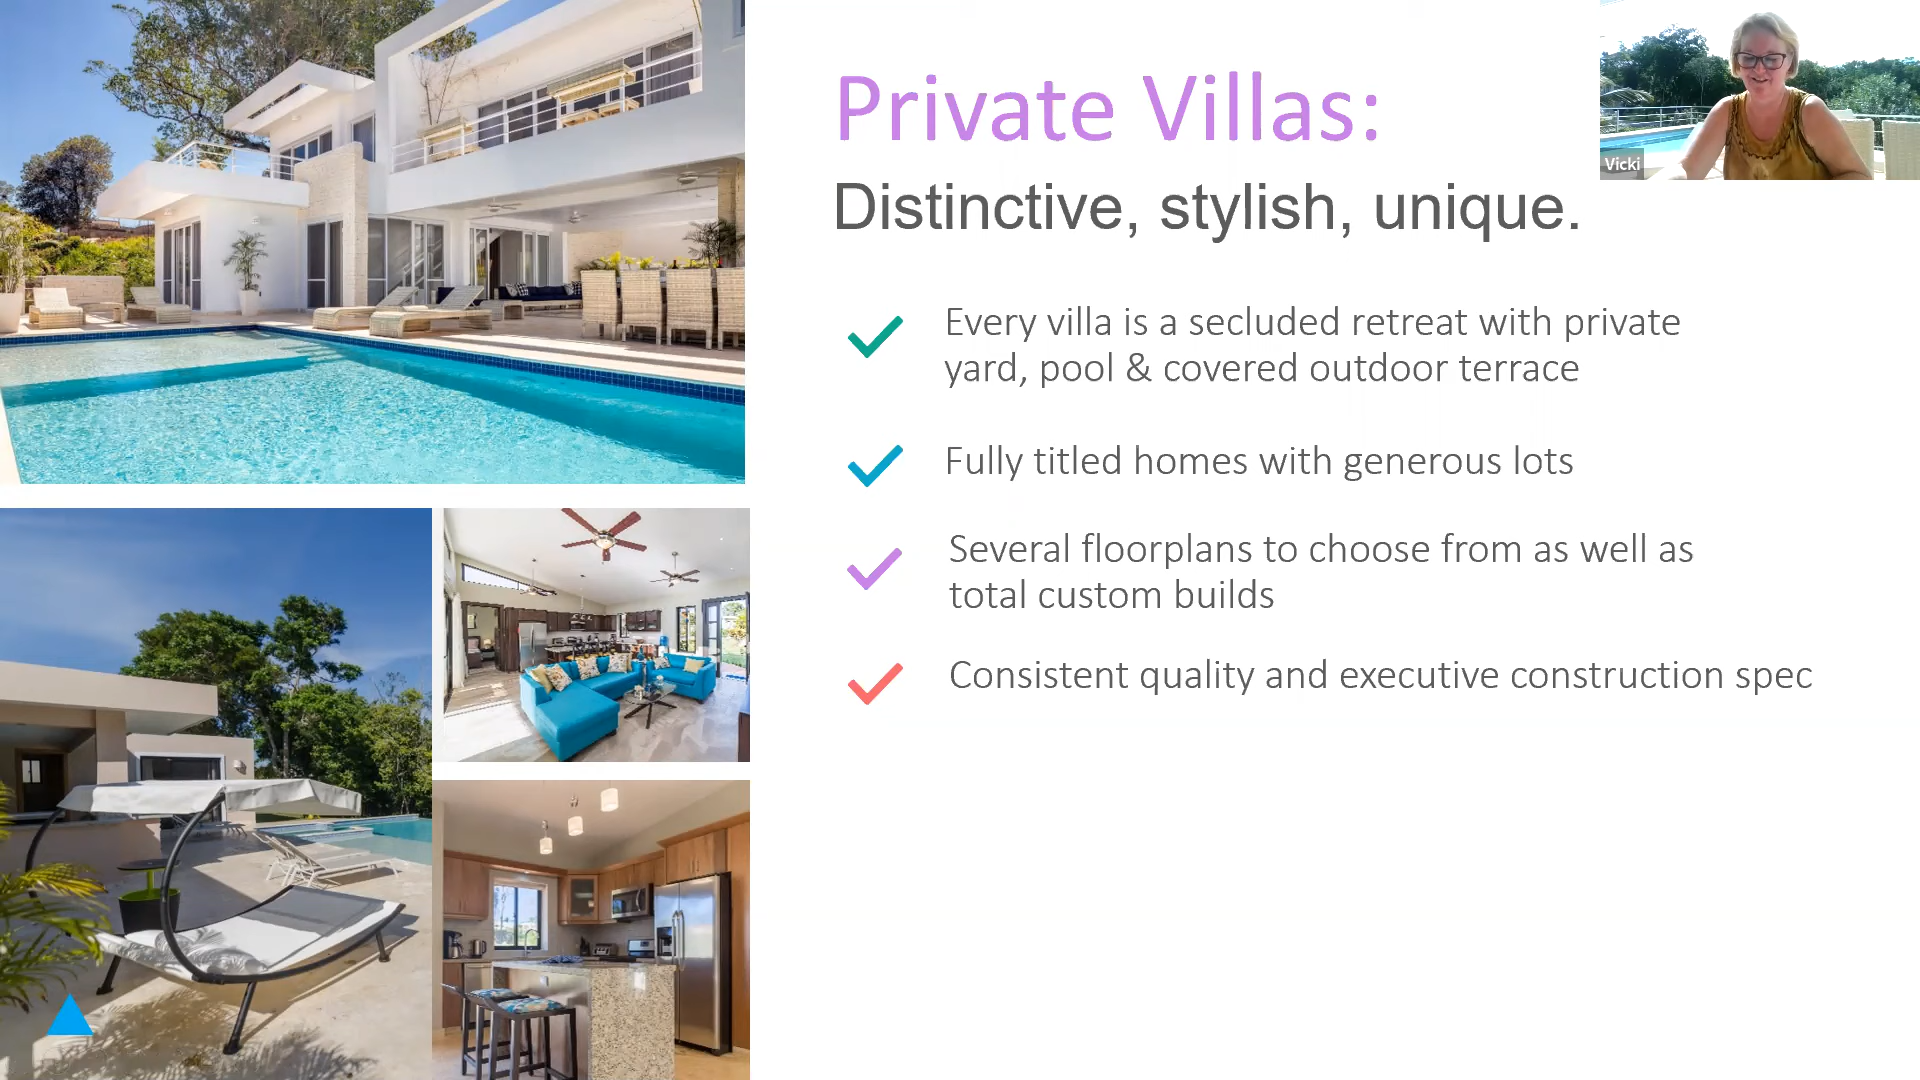 Private Villas:
Distinctive, stylish, unique.
Every villa is a secluded retreat with private
yard, pool & covered outdoor terrace
Fully titled homes with generous lots
Several floorplans to choose from as well as
total custom builds
Consistent quality and executive construction spec
Vicki